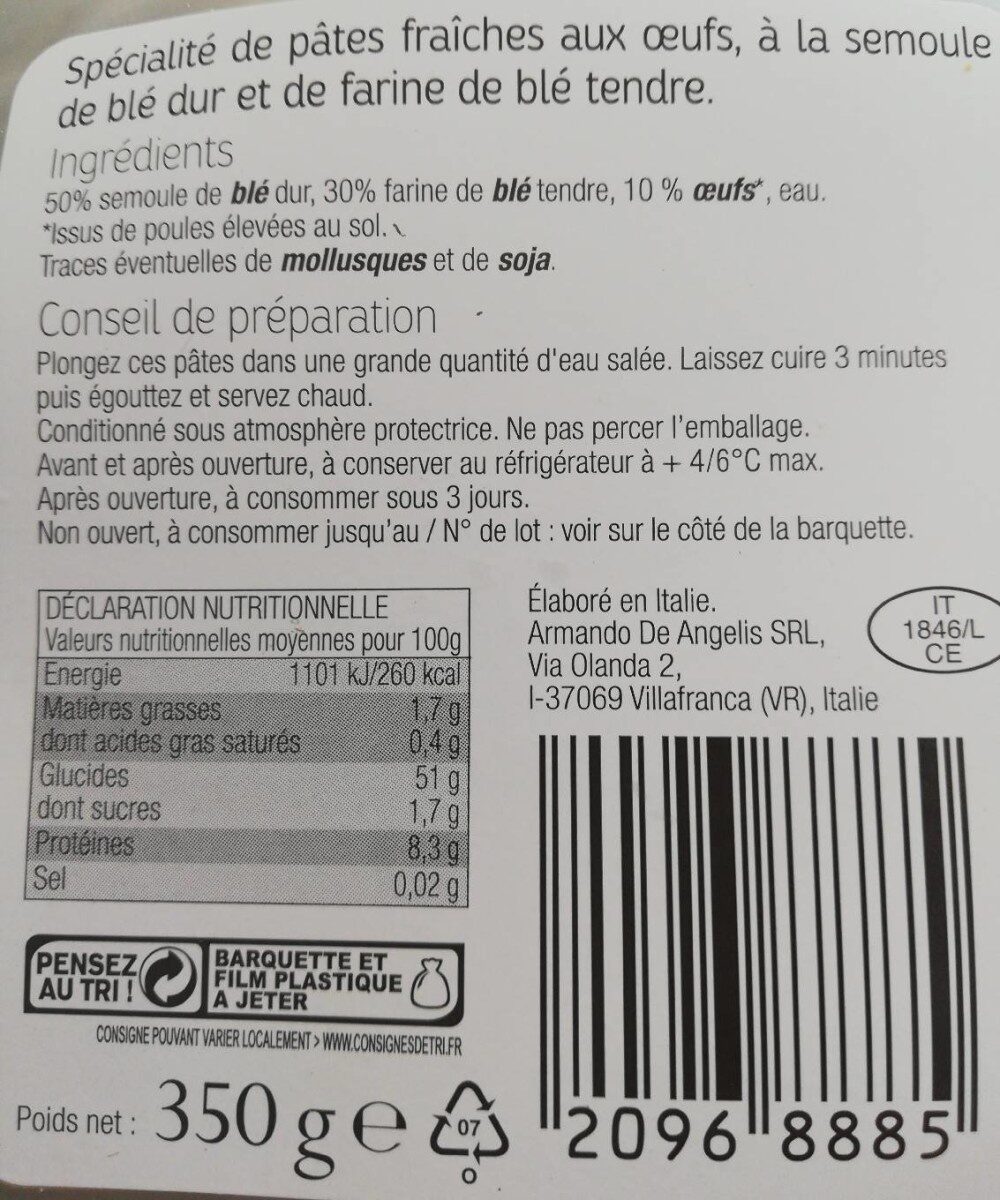 Spécialité de pâtes fraîches aux œufs, à la semoule
de blé dur et de farine de blé tendre.
Ingrédients
50% semoule de blé dur, 30% farine de blé tendre, 10 % œufs*, eau.
*Issus de poules élevées au sol.
Traces éventuelles de mollusques et de soja.
Conseil de préparation
Plongez ces pâtes dans une grande quantité d'eau salée. Laissez cuire 3 minutes
puis égouttez et servez chaud.
Conditionné sous atmosphère protectrice. Ne pas percer l'emballage.
Avant et après ouverture, à conserver au réfrigérateur à + 4/6°C max.
Après ouverture, à consommer sous 3 jours.
Non ouvert, à consommer jusqu'au / N° de lot : voir sur le côté de la barquette.
DÉCLARATION NUTRITIONNELLE
Valeurs nutritionnelles moyennes pour 100g
Energie 1101 kJ/260 kcal
Matières grasses 1,7 g
dont acides gras saturés 0,4 g
Glucides 51 g
dont sucres 1,7 g
Protéines 8,3 g
Sel 0,02 g
Élaboré en Italie.
Armando De Angelis SRL,
Via Olanda 2,
I-37069 Villafranca (VR), Italie
IT
1846/L
CE
PENSEZ
AU TRI !
BARQUETTE ET
FILM PLASTIQUE
À JETER
CONSIGNE POUVANT VARIER LOCALEMENT > WWW.CONSIGNESDETRI.FR
Poids net : 350 g e
07
O
2096 8885